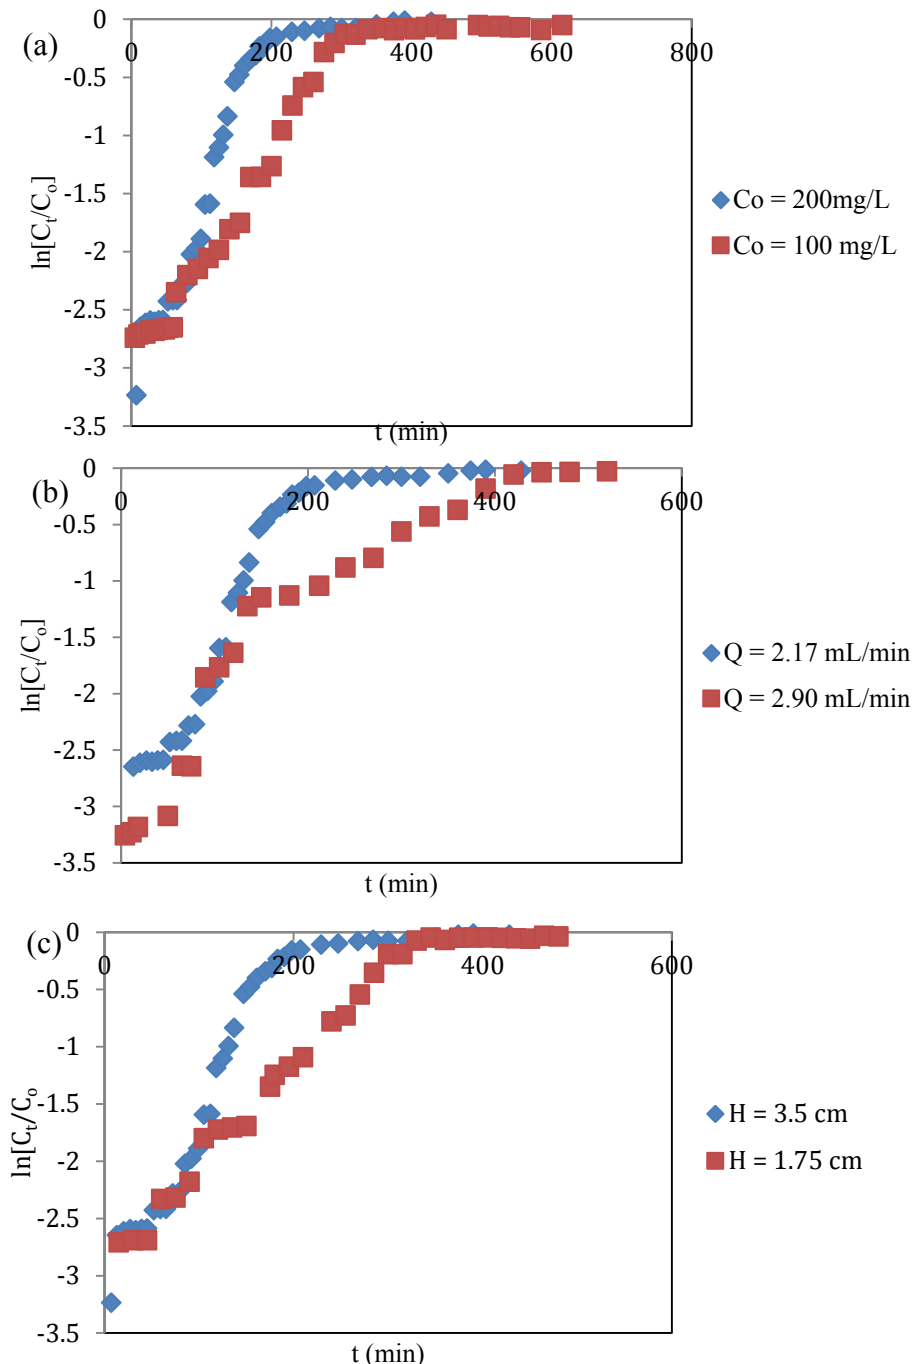 (a)
0
0 200 400 600 800
-0.5
-1
-1.5
-2
-2.5
-3
-3.5
ln[Ct/Co]
t (min)
Co = 200mg/L
Co = 100 mg/L
(b)
0
0 200 400 600
-0.5
-1
-1.5
-2
-2.5
-3
-3.5
ln[Ct/Co]
t (min)
Q = 2.17 mL/min
Q = 2.90 mL/min
(c)
0
0 200 400 600
-0.5
-1
-1.5
-2
-2.5
-3
-3.5
ln[Ct/Co
t (min)
H = 3.5 cm
H = 1.75 cm